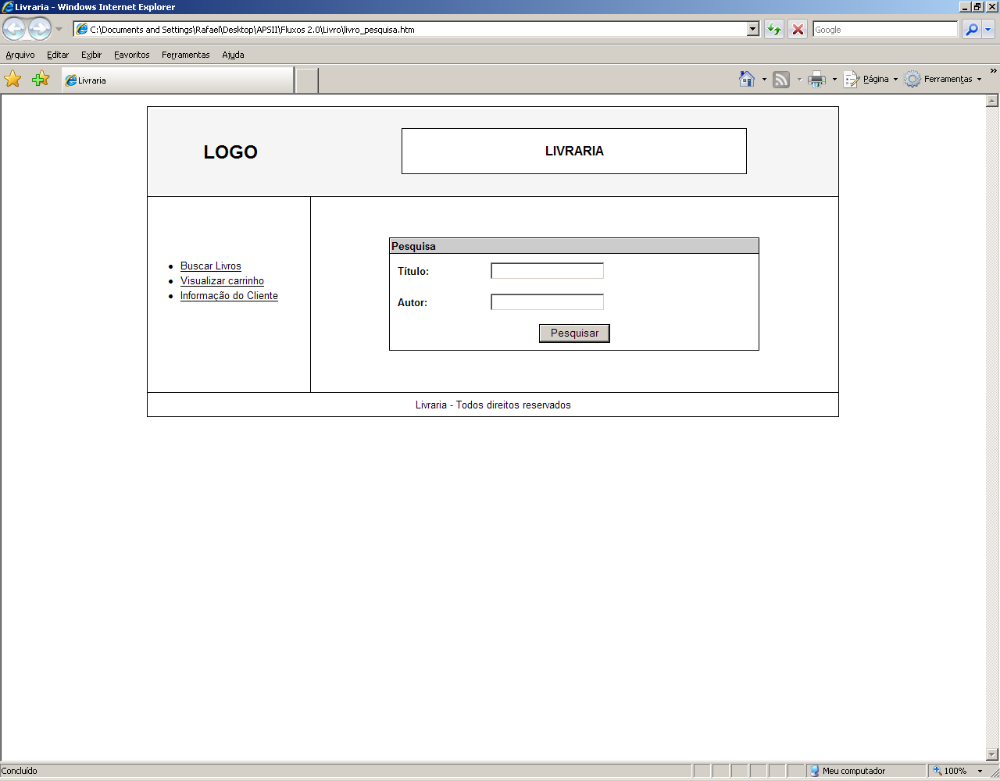 Livraria - Windows Internet Explorer
C:\Documents and Settings\Rafael\Desktop\APSII\Fluxos 2.0\Livro\livro_pesquisa.htm
Google
Arquivo Editar Exibir Favoritos Ferramentas Ajuda
Livraria
Página Ferramentas »
LOGO
LIVRARIA
Buscar Livros
Visualizar carrinho
Informação do Cliente
Pesquisa
Título:
Autor:
Pesquisar
Livraria - Todos direitos reservados
Concluído
Meu computador
100%